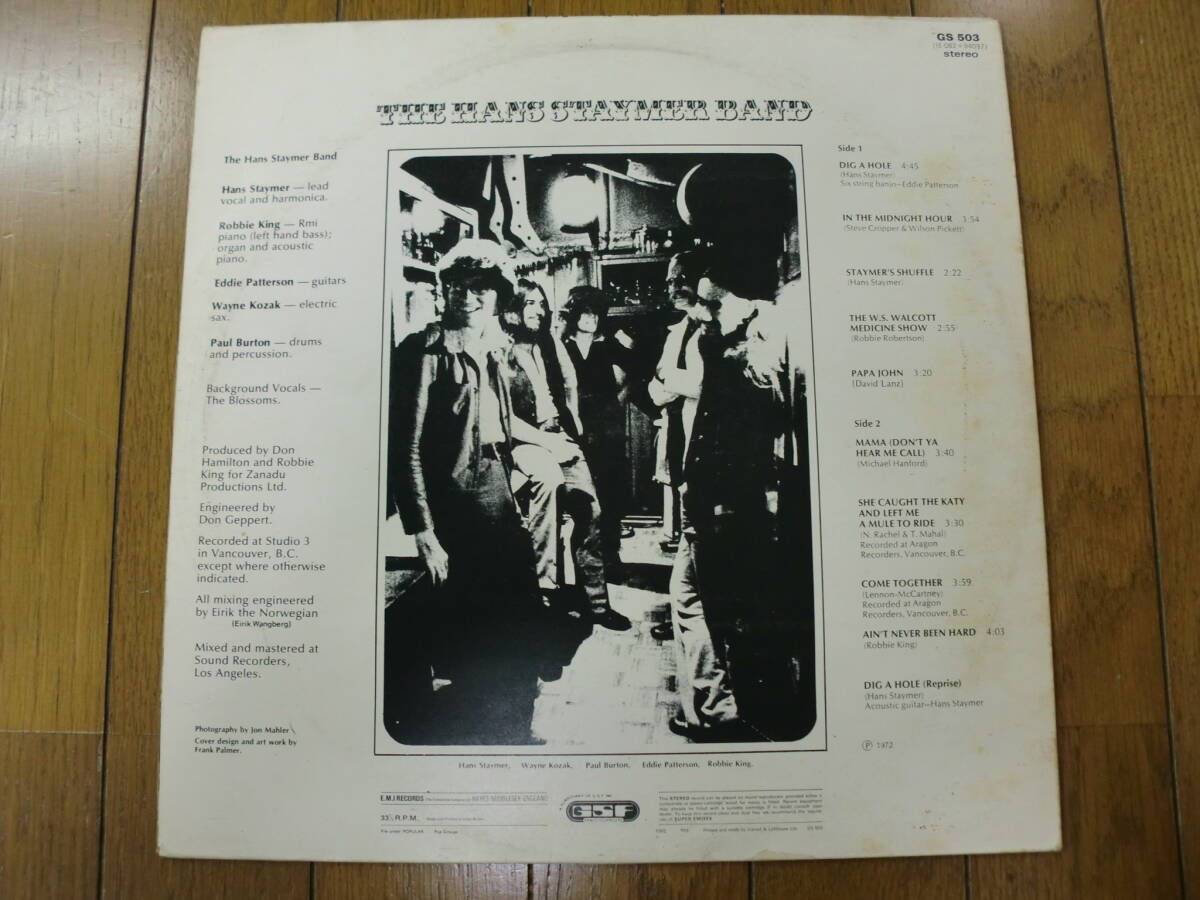 GS 503
stereo
THE HANS STAYMER BAND
The Hans Staymer Band
Hans Staymer — lead
vocal and harmonica.
Robbie King — Rmi
piano (left hand bass);
organ and acoustic
piano.
Eddie Patterson — guitars
Wayne Kozak — electric
sax.
Paul Burton — drums
and percussion.
Background Vocals —
The Blossoms.
Produced by Don
Hamilton and Robbie
King for Zanadu
Productions Ltd.
Engineered by
Don Geppert.
Recorded at Studio 3
in Vancouver, B.C.
except where otherwise
indicated.
All mixing engineered
by Eirik the Norwegian
(Eirik Wangberg)
Mixed and mastered at
Sound Recorders,
Los Angeles.
Photography by Jon Mahler
Cover design and art work by
Frank Palmer.
Side 1
DIG A HOLE 4:45
(Hans Staymer)
Six string banjo—Eddie Patterson
IN THE MIDNIGHT HOUR 3:54
(Steve Cropper & Wilson Pickett)
STAYMER'S SHUFFLE 2:22
(Hans Staymer)
THE W.S. WALCOTT
MEDICINE SHOW 2:55
(Robbie Robertson)
PAPA JOHN 3:20
(David Lanz)
Side 2
MAMA (DON'T YA
HEAR ME CALL) 3:40
(Michael Hanford)
SHE CAUGHT THE KATY
AND LEFT ME
A MULE TO RIDE 3:30
(N. Rachel & T. Mahal)
Recorded at Aragon
Recorders, Vancouver, B.C.
COME TOGETHER 3:59
(Lennon-McCartney)
Recorded at Aragon
Recorders, Vancouver, B.C.
AIN'T NEVER BEEN HARD 4:03
(Robbie King)
DIG A HOLE (Reprise)
(Hans Staymer)
Acoustic guitar—Hans Staymer
Ⓟ 1972
Hans Staymer, Wayne Kozak, Paul Burton, Eddie Patterson, Robbie King.
E.M.I RECORDS HAYES MIDDLESEX ENGLAND
33⅓ R.P.M.
File under POPULAR: Pop Groups
GSF
GS 503